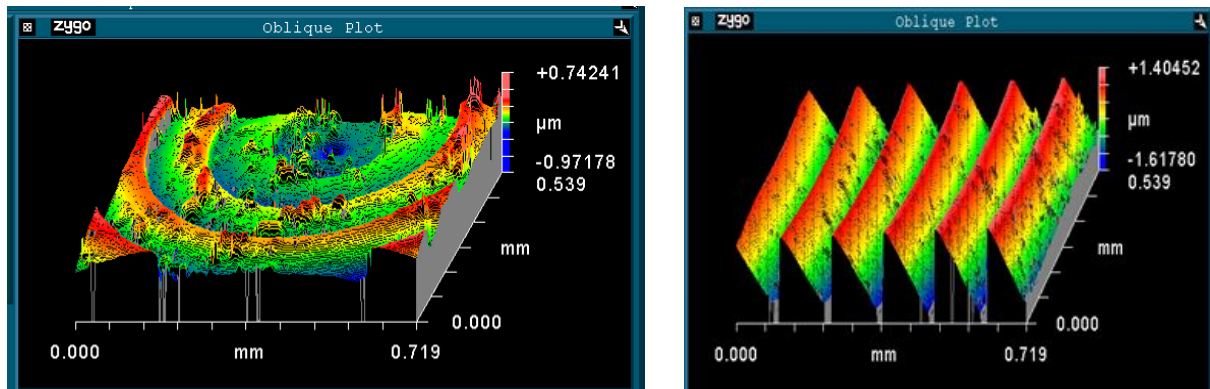 zygo Oblique Plot
+0.74241
µm
-0.97178
0.539
mm
0.000
0.000 mm 0.719
zygo Oblique Plot
+1.40452
µm
-1.61780
0.539
mm
0.000
0.000 mm 0.719